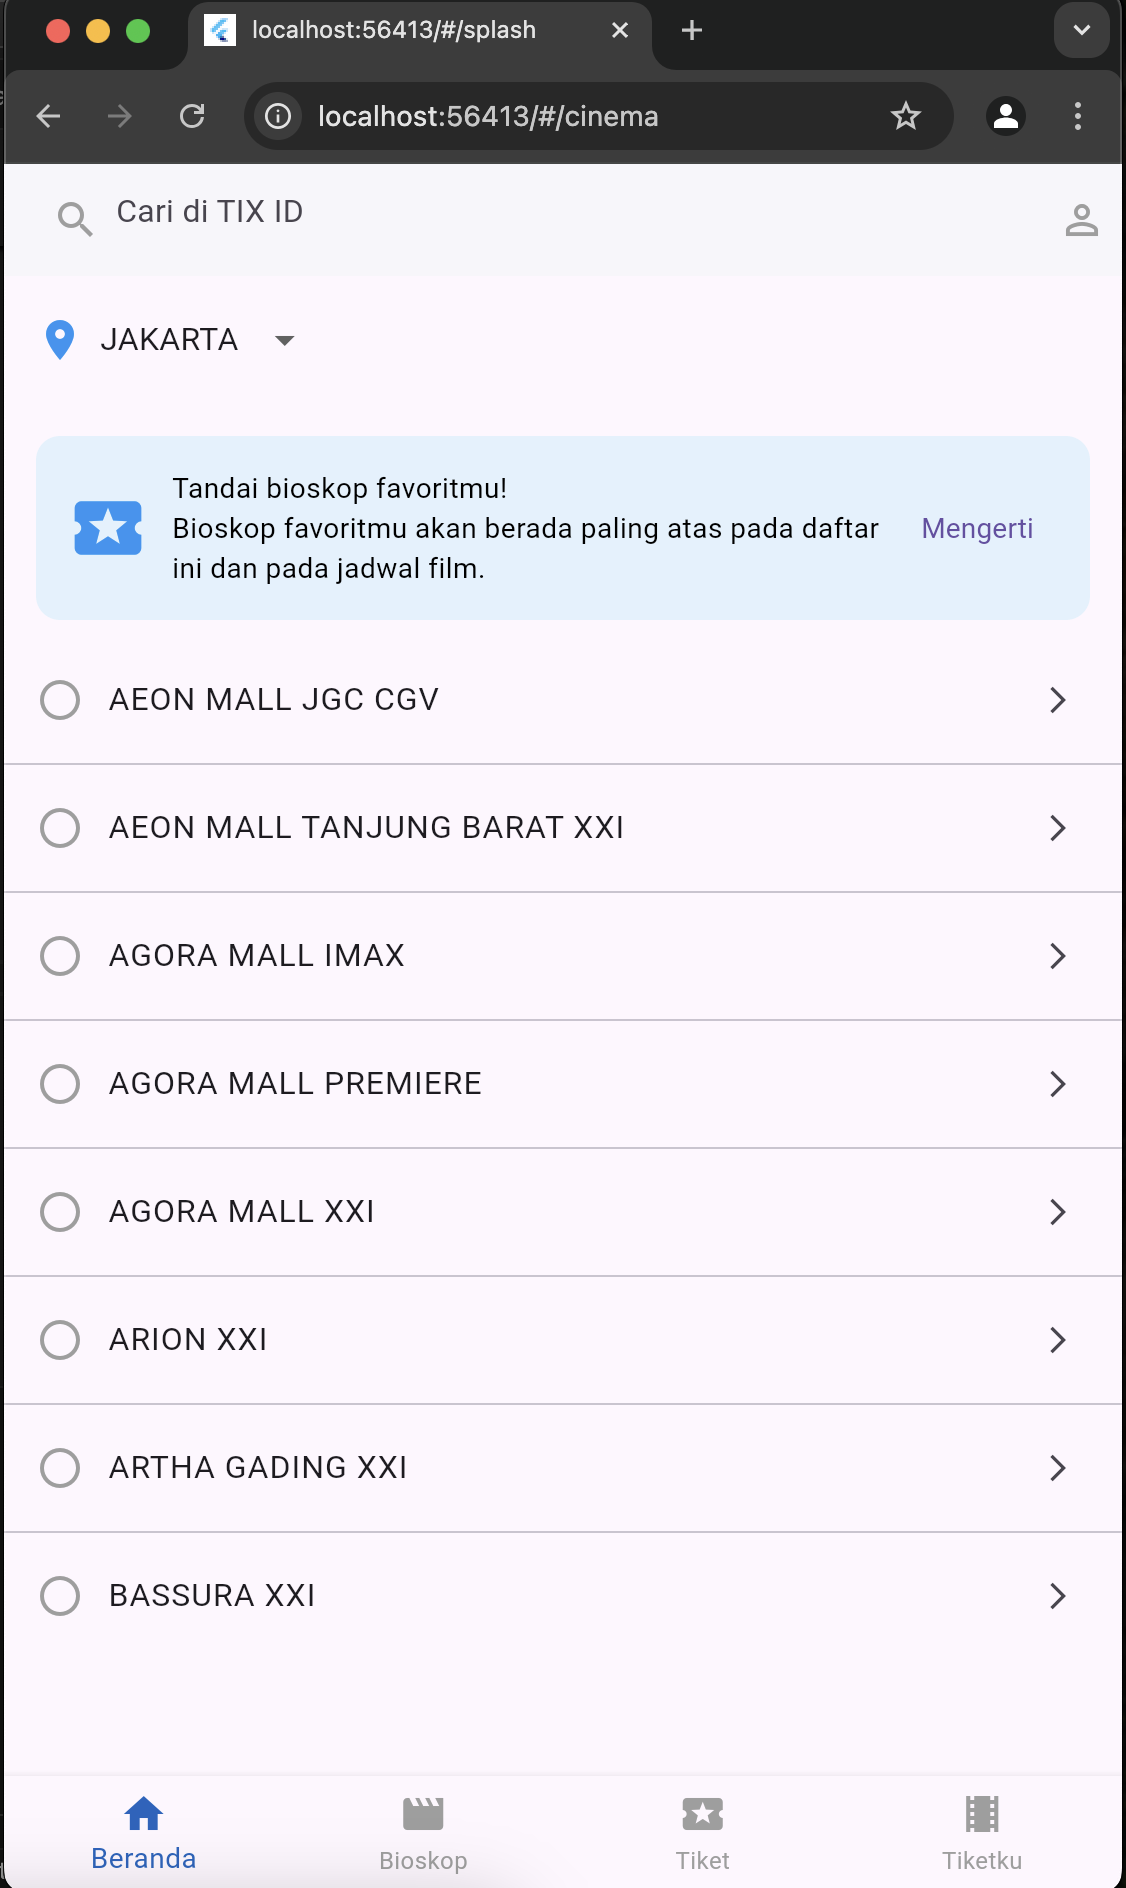 localhost:56413/#/splash
localhost:56413/#/cinema
Cari di TIX ID
JAKARTA
Tandai bioskop favoritmu!
Bioskop favoritmu akan berada paling atas pada daftar
ini dan pada jadwal film.
Mengerti
AEON MALL JGC CGV
AEON MALL TANJUNG BARAT XXI
AGORA MALL IMAX
AGORA MALL PREMIERE
AGORA MALL XXI
ARION XXI
ARTHA GADING XXI
BASSURA XXI
Beranda
Bioskop
Tiket
Tiketku